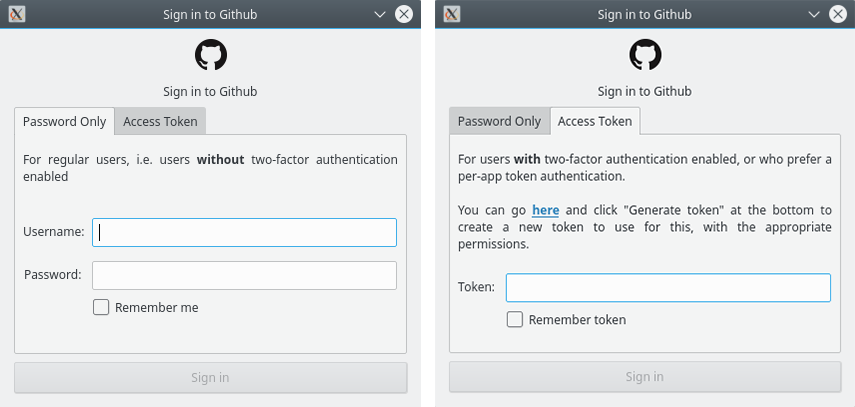 Sign in to Github
Sign in to Github
Password Only
Access Token
For regular users, i.e. users without two-factor authentication
enabled
Username:
Password:
Remember me
Sign in
Sign in to Github
Sign in to Github
Password Only
Access Token
For users with two-factor authentication enabled, or who prefer a
per-app token authentication.
You can go here and click "Generate token" at the bottom to
create a new token to use for this, with the appropriate
permissions.
Token:
Remember token
Sign in